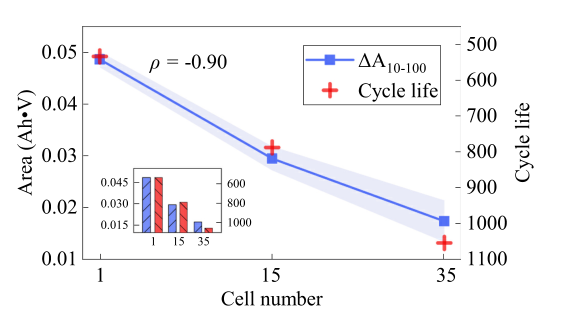 0.05
0.04
0.03
0.02
0.01
Area (Ah•V)
ρ = -0.90
ΔA10-100
Cycle life
500
600
700
800
900
1000
1100
Cycle life
0.045
0.030
0.015
600
800
1000
1 15 35
1 15 35
Cell number